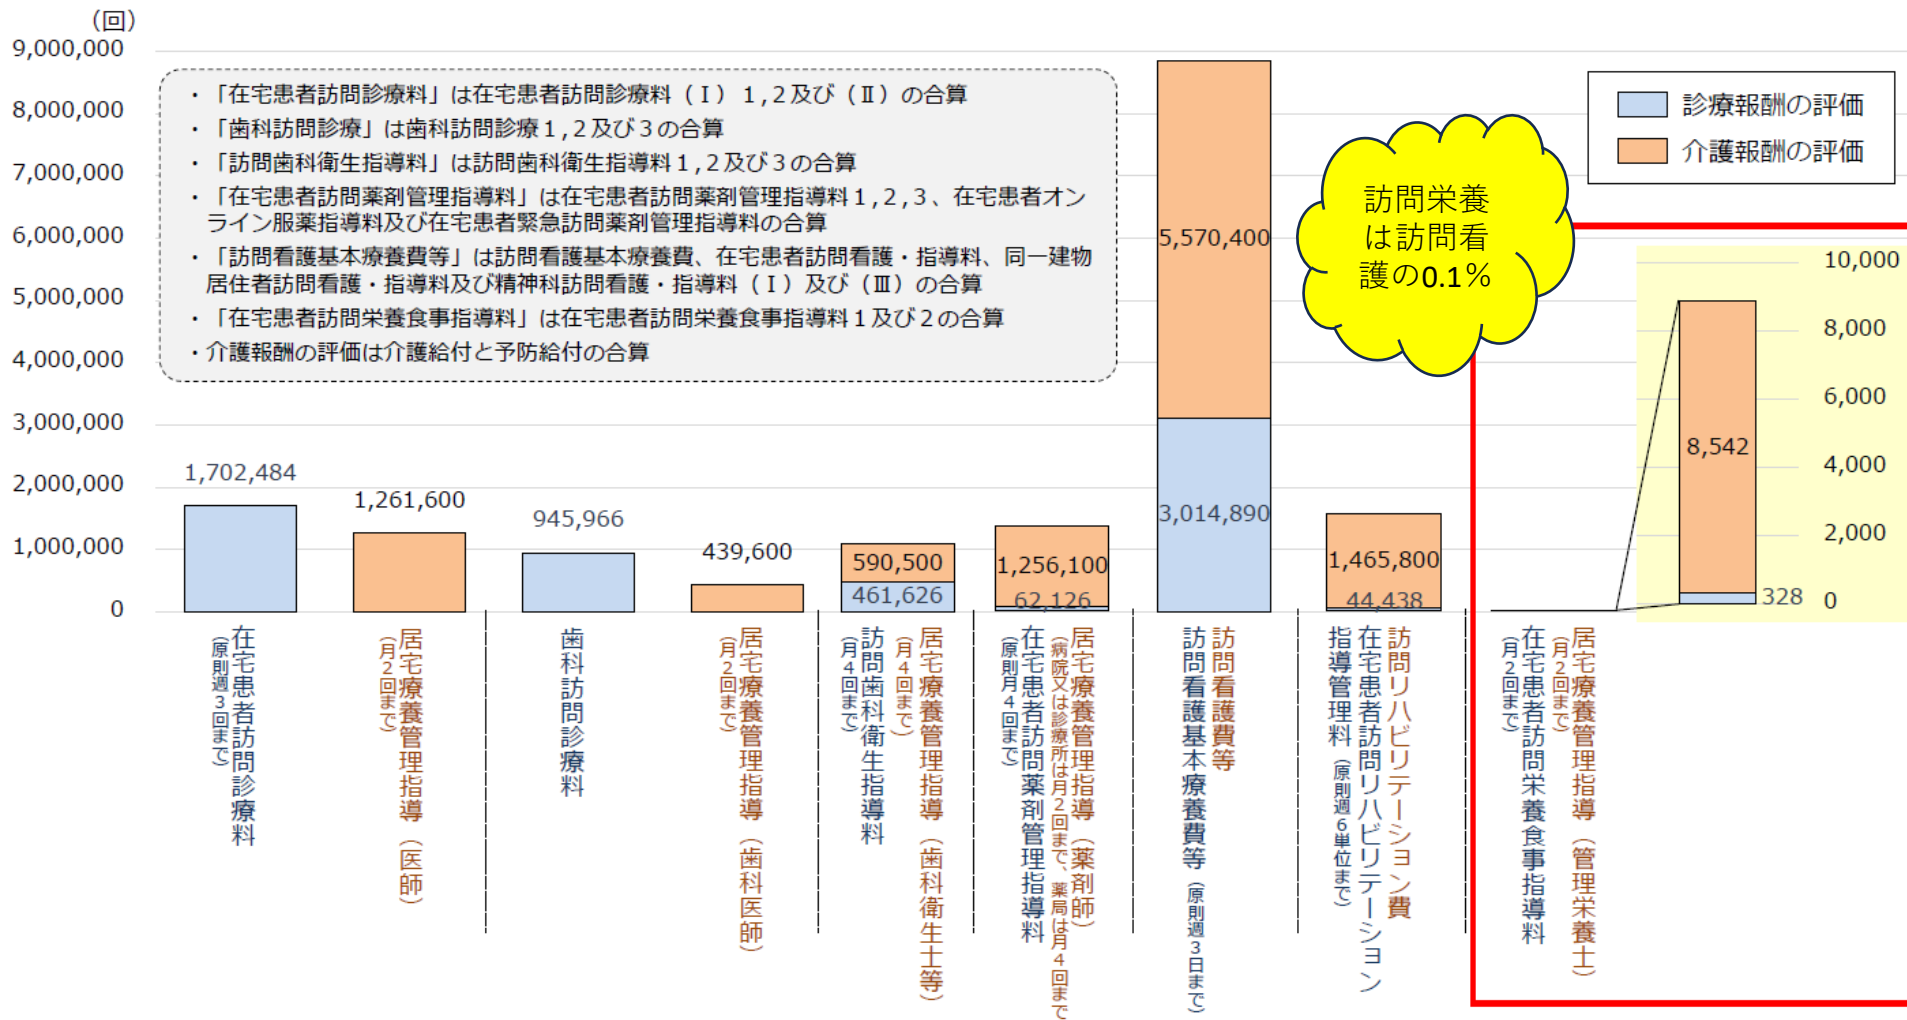 （回）
9,000,000
8,000,000
7,000,000
6,000,000
5,000,000
4,000,000
3,000,000
2,000,000
1,000,000
0
・「在宅患者訪問診療料」は在宅患者訪問診療料（Ⅰ）1,2及び（Ⅱ）の合算
・「歯科訪問診療」は歯科訪問診療1,2及び3の合算
・「訪問歯科衛生指導料」は訪問歯科衛生指導料1,2及び3の合算
・「在宅患者訪問薬剤管理指導料」は在宅患者訪問薬剤管理指導料1,2,3、在宅患者オン
ライン服薬指導料及び在宅患者緊急訪問薬剤管理指導料の合算
・「訪問看護基本療養費等」は訪問看護基本療養費、在宅患者訪問看護・指導料、同一建物
居住者訪問看護・指導料及び精神科訪問看護・指導料（Ⅰ）及び（Ⅲ）の合算
・「在宅患者訪問栄養食事指導料」は在宅患者訪問栄養食事指導料1及び2の合算
・介護報酬の評価は介護給付と予防給付の合算
訪問栄養
は訪問看
護の0.1％
診療報酬の評価
介護報酬の評価
1,702,484
1,261,600
945,966
439,600
590,500
461,626
1,256,100
62,126
5,570,400
3,014,890
1,465,800
44,438
8,542
328
10,000
8,000
6,000
4,000
2,000
0
在宅患者訪問診療料
（原則週3回まで）
居宅療養管理指導（医師）
（月2回まで）
歯科訪問診療料
居宅療養管理指導（歯科医師）
（月2回まで）
居宅療養管理指導（歯科衛生士等）
（月4回まで）
訪問歯科衛生指導料
（月4回まで）
居宅療養管理指導（薬剤師）
（病院又は診療所は月2回まで、薬局は月4回まで
在宅患者訪問薬剤管理指導料
（原則月4回まで）
訪問看護費等
訪問看護基本療養費等（原則週3日まで）
訪問リハビリテーション費
在宅患者訪問リハビリテーション
指導管理料（原則週6単位まで）
居宅療養管理指導（管理栄養士）
（月2回まで）
在宅患者訪問栄養食事指導料
（月2回まで）